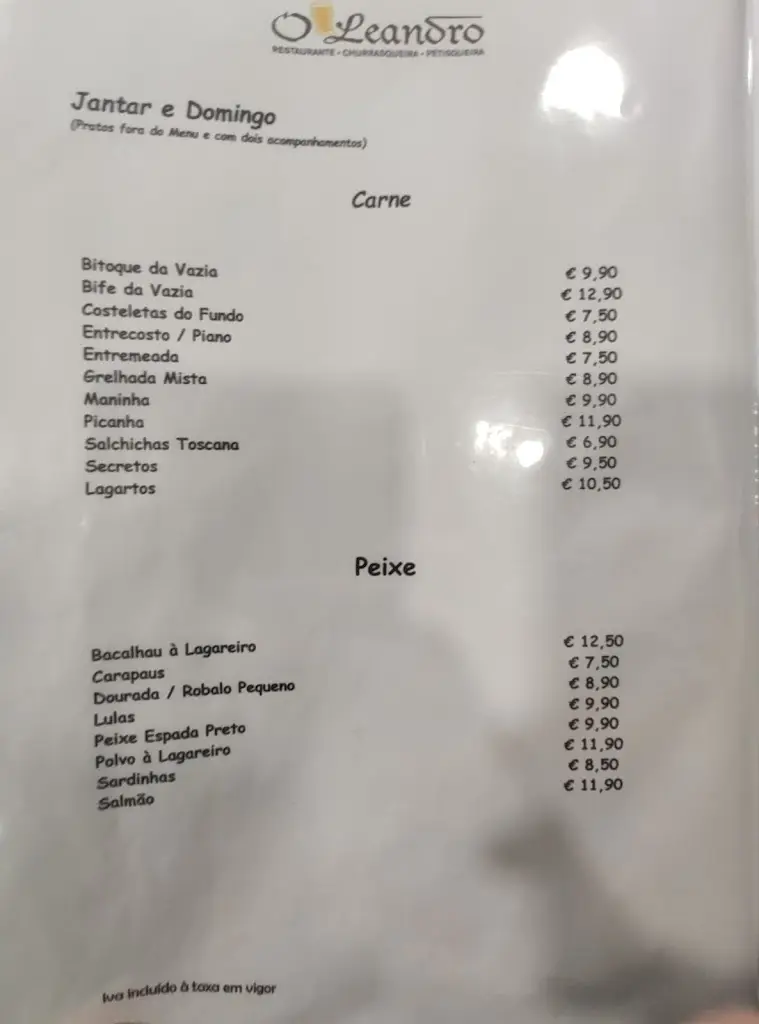 O Leandro
RESTAURANTE • CHURRASQUEIRA • PETISQUEIRA
Jantar e Domingo
(Pratos fora do Menu e com dois acompanhamentos)
Carne
Bitoque da Vazia € 9,90
Bife da Vazia € 12,90
Costeletas do Fundo € 7,50
Entrecosto / Piano € 8,90
Entremeada € 7,50
Grelhada Mista € 8,90
Maninha € 9,90
Picanha € 11,90
Salchichas Toscana € 6,90
Secretos € 9,50
Lagartos € 10,50
Peixe
Bacalhau à Lagareiro € 12,50
Carapaus € 7,50
Dourada / Robalo Pequeno € 8,90
Lulas € 9,90
Peixe Espada Preto € 9,90
Polvo à Lagareiro € 11,90
Sardinhas € 8,50
Salmão € 11,90
Iva incluído à taxa em vigor